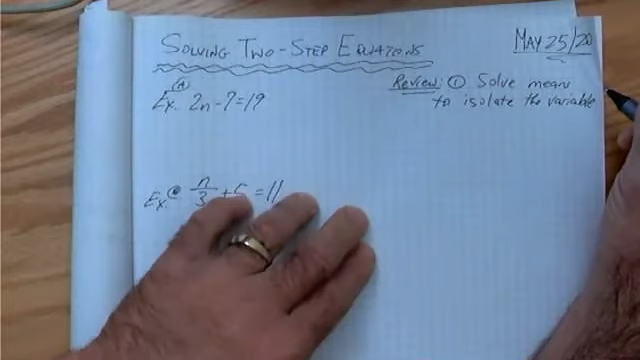 SOLVING TWO-STEP EQUATIONS
MAY 25/20
Review: ① Solve means
to isolate the variable
(A)
Ex. 2n - 7 = 19
Ex. n/3 + 5 = 11